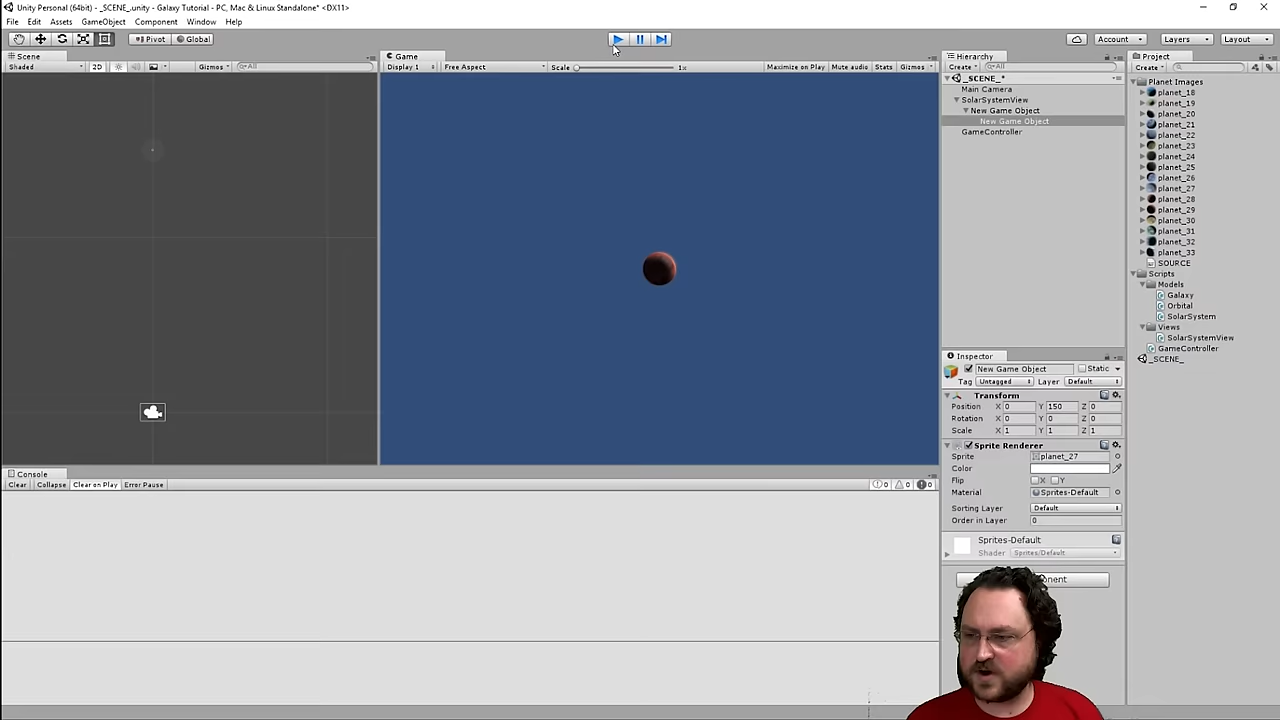 Unity Personal (64bit) - _SCENE_.unity - Galaxy Tutorial - PC, Mac & Linux Standalone* <DX11>
File Edit Assets GameObject Component Window Help
Pivot Global Account Layers Layout
Scene
Shaded 2D Gizmos All
Game
Display 1 Free Aspect Scale 1x Maximize on Play Mute audio Stats Gizmos
Hierarchy
Create All
_SCENE_*
Main Camera
SolarSystemView
New Game Object
New Game Object
GameController
Project
Create
Planet Images
planet_18
planet_19
planet_20
planet_21
planet_22
planet_23
planet_24
planet_25
planet_26
planet_27
planet_28
planet_29
planet_30
planet_31
planet_32
planet_33
SOURCE
Scripts
Models
Galaxy
Orbital
SolarSystem
Views
SolarSystemView
GameController
_SCENE_
Inspector
New Game Object Static
Tag Untagged Layer Default
Transform
Position X 0 Y 150 Z 0
Rotation X 0 Y 0 Z 0
Scale X 1 Y 1 Z 1
Sprite Renderer
Sprite planet_27
Color
Flip X Y
Material Sprites-Default
Sorting Layer Default
Order in Layer 0
Sprites-Default
Shader Sprites/Default
Console
Clear Collapse Clear on Play Error Pause 0 0 0